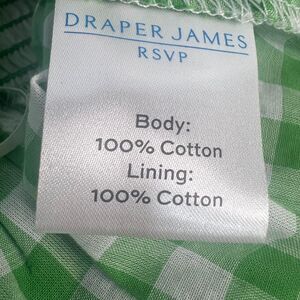 DRAPER JAMES
RSVP
Body:
100% Cotton
Lining:
100% Cotton